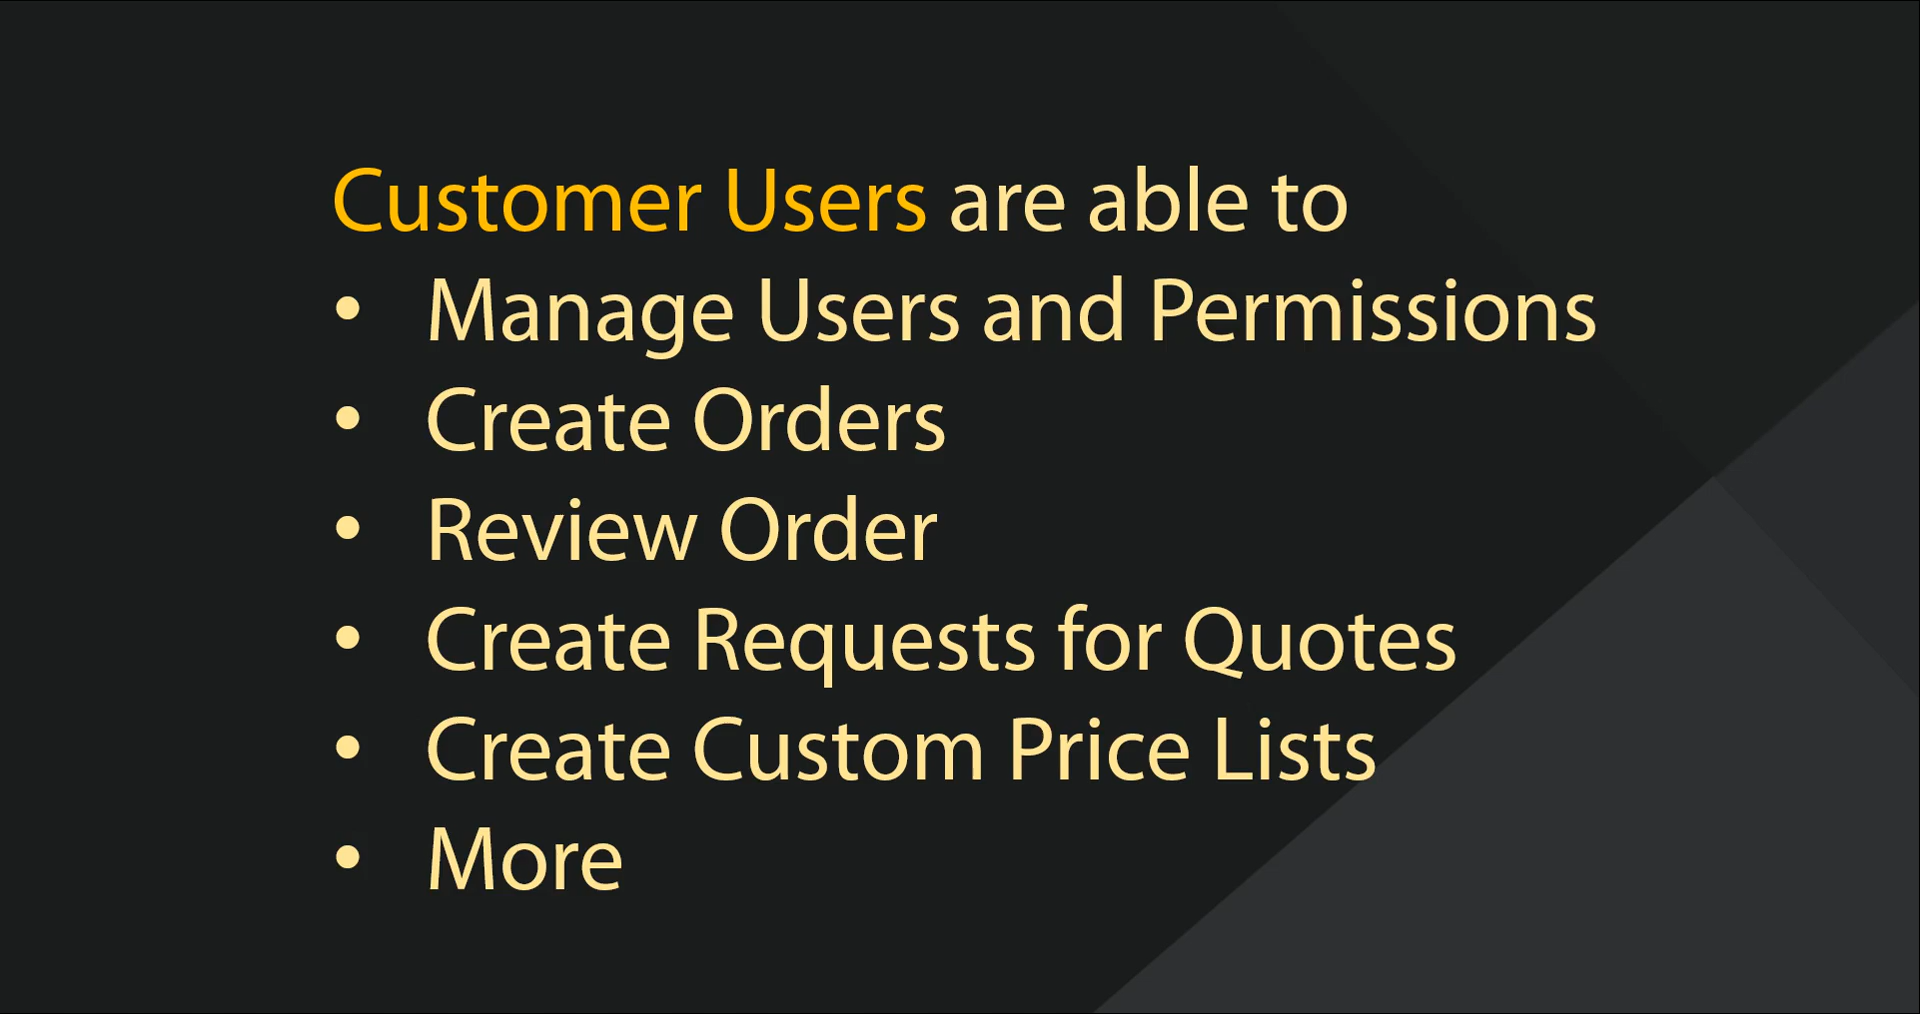 Customer Users are able to
• Manage Users and Permissions
• Create Orders
• Review Order
• Create Requests for Quotes
• Create Custom Price Lists
• More